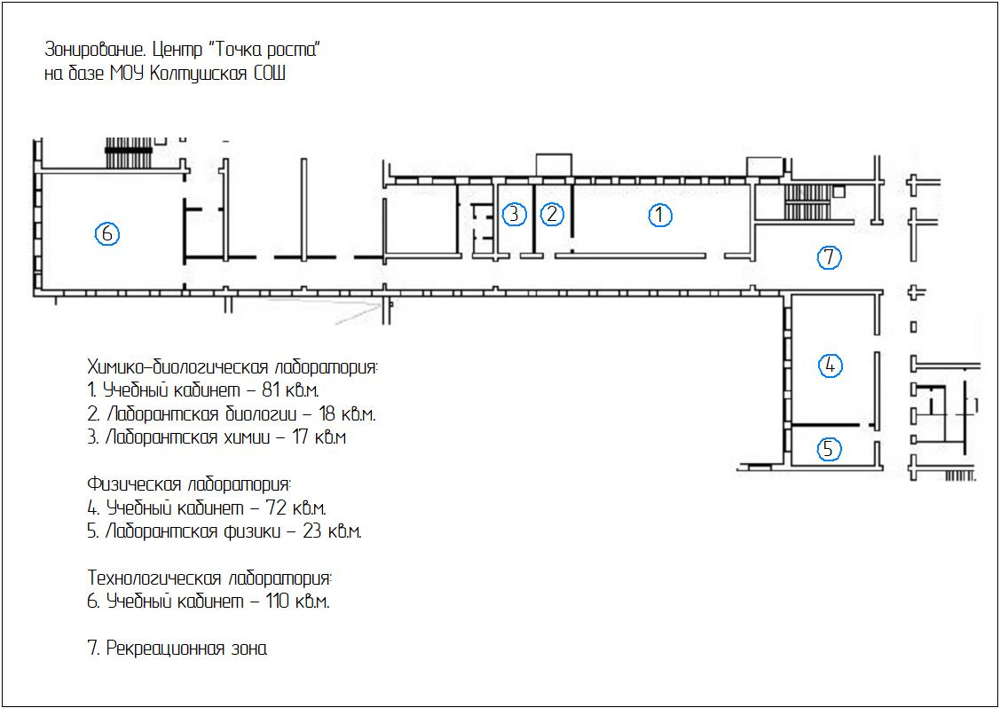 Зонирование. Центр "Точка роста"
на базе МОУ Колтушская СОШ
6
3
2
1
7
4
5
Химико-биологическая лаборатория:
1. Учебный кабинет - 81 кв.м.
2. Лаборантская биологии - 18 кв.м.
3. Лаборантская химии - 17 кв.м
Физическая лаборатория:
4. Учебный кабинет - 72 кв.м.
5. Лаборантская физики - 23 кв.м.
Технологическая лаборатория:
6. Учебный кабинет - 110 кв.м.
7. Рекреационная зона